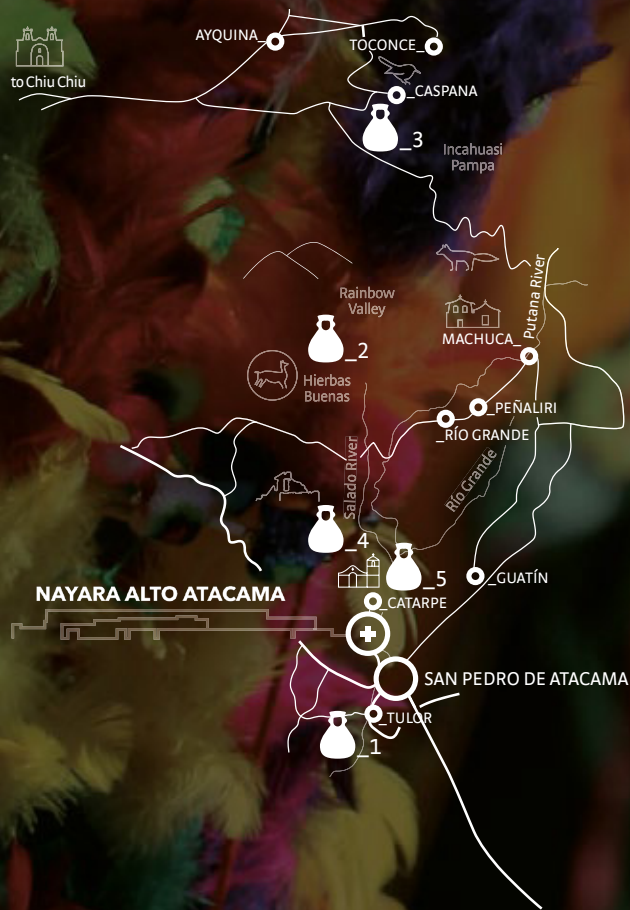 AYQUINA_
TOCONCE_
to Chiu Chiu
_CASPANA
_3
Incahuasi
Pampa
Putana River
Rainbow
Valley
MACHUCA_
_2
Hierbas
Buenas
_PEÑALIRI
_RÍO GRANDE
Salado River
Río Grande
_4
_5
_GUATÍN
NAYARA ALTO ATACAMA
_CATARPE
SAN PEDRO DE ATACAMA
_TULOR
_1